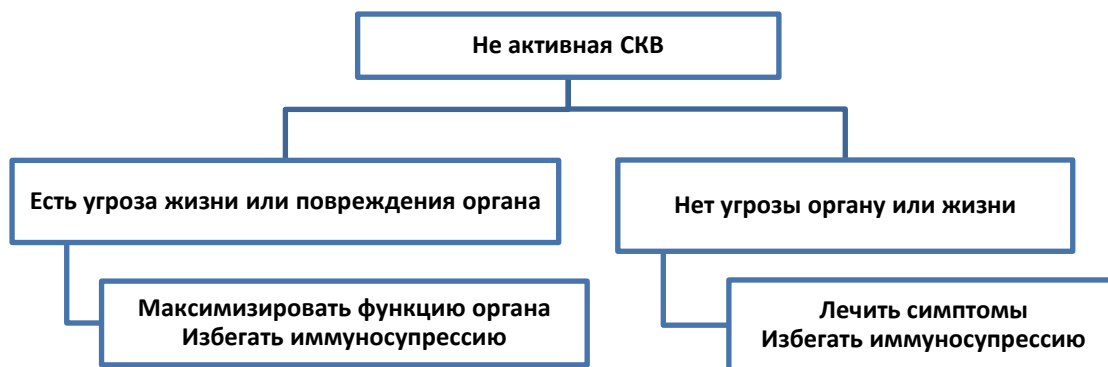 Не активная СКВ
Есть угроза жизни или повреждения органа
Нет угрозы органу или жизни
Максимизировать функцию органа
Избегать иммуносупрессию
Лечить симптомы
Избегать иммуносупрессию